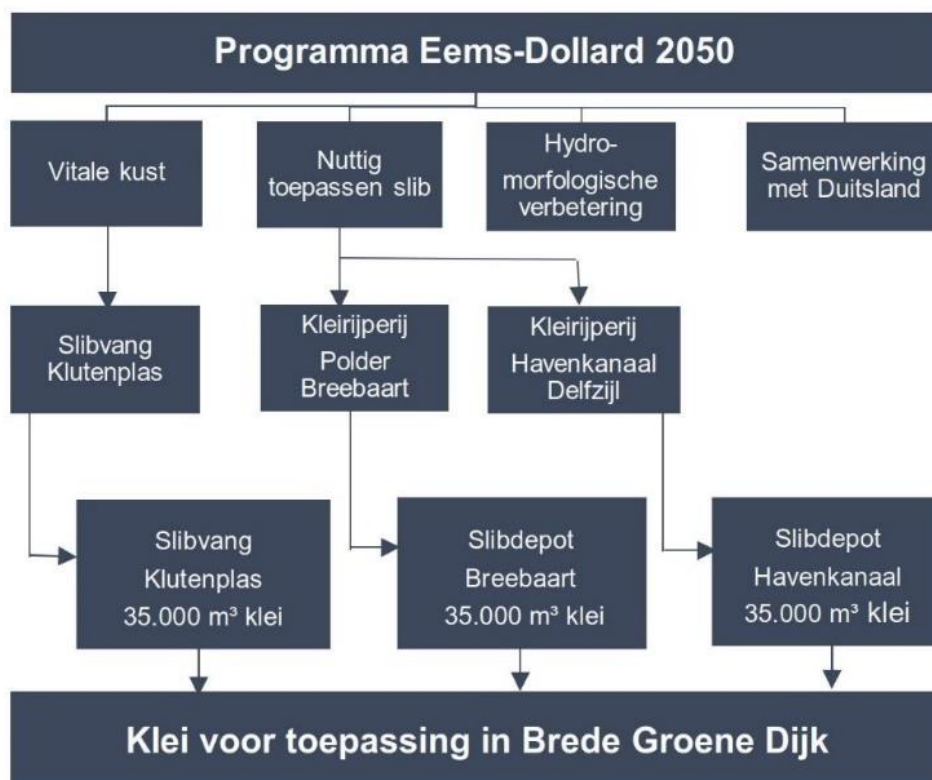 Programma Eems-Dollard 2050
Vitale kust
Nuttig
toepassen slib
Hydro-
morfologische
verbetering
Samenwerking
met Duitsland
Slibvang
Klutenplas
Kleirijperij
Polder
Breebaart
Kleirijperij
Havenkanaal
Delfzijl
Slibvang
Klutenplas
35.000 m³ klei
Slibdepot
Breebaart
35.000 m³ klei
Slibdepot
Havenkanaal
35.000 m³ klei
Klei voor toepassing in Brede Groene Dijk